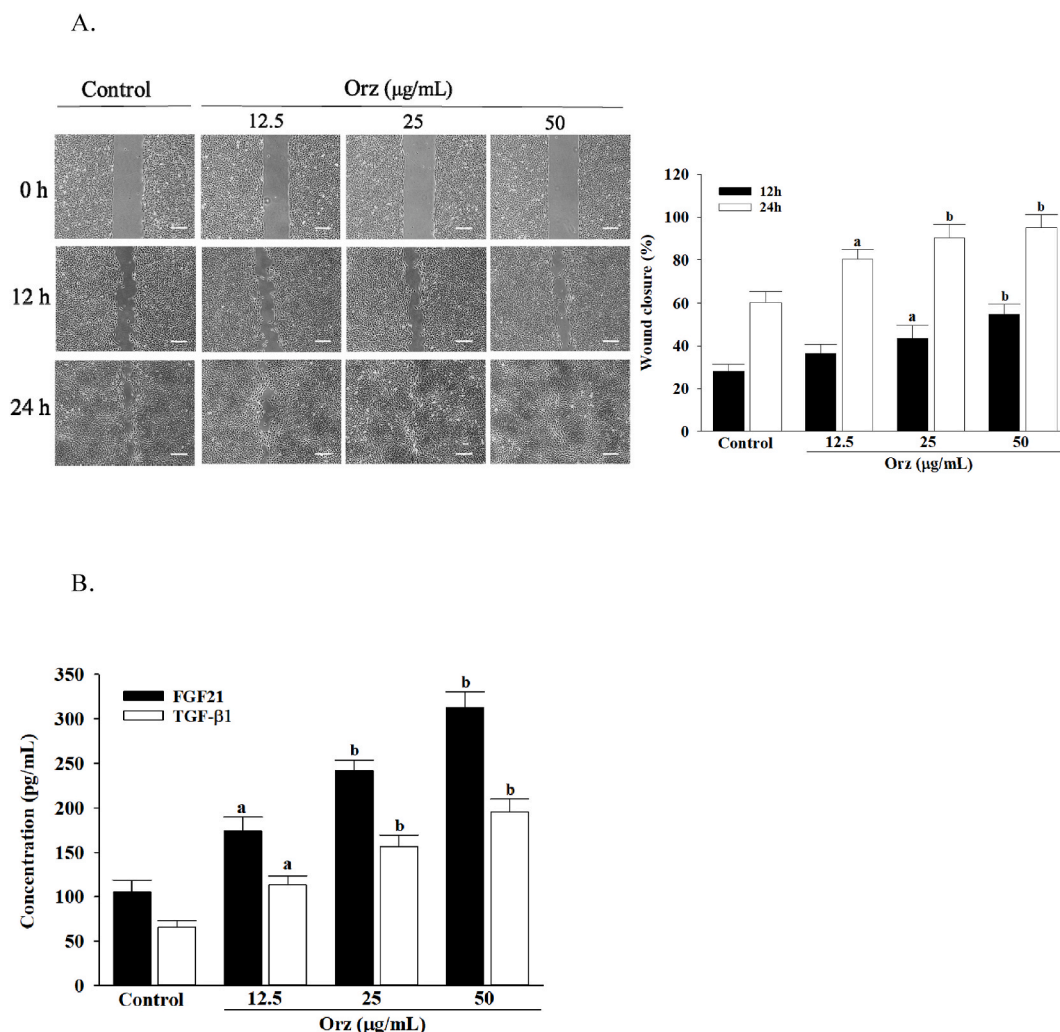 A.
Control
Orz (μg/mL)
12.5 25 50
0 h
12 h
24 h
120
100
80
60
40
20
0
Wound closure (%)
12h
24h
a
a
b
b
b
Control 12.5 25 50
Orz (μg/mL)
B.
350
300
250
200
150
100
50
0
Concentration (pg/mL)
FGF21
TGF-β1
a
a
b
b
b
b
Control 12.5 25 50
Orz (μg/mL)